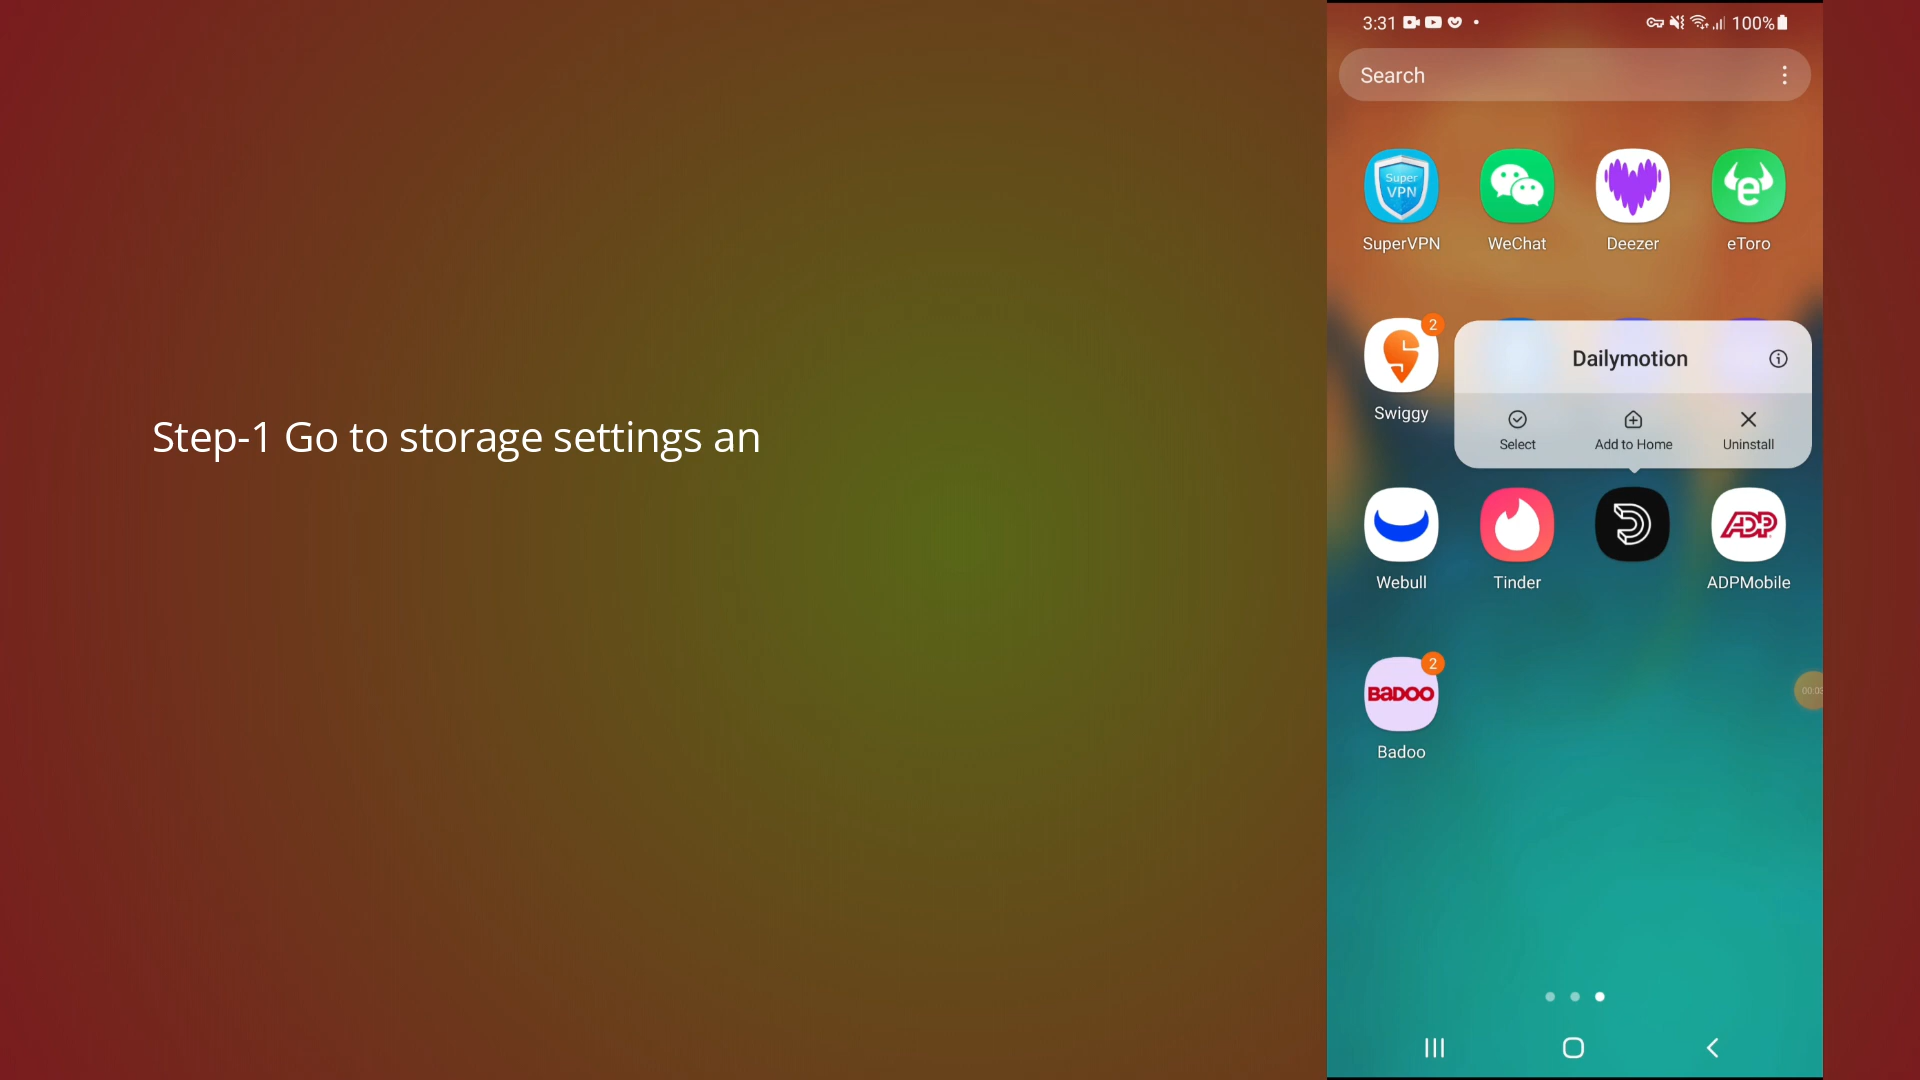 3:31
100%
Search
Super
VPN
SuperVPN
WeChat
Deezer
e
eToro
2
Swiggy
Dailymotion
Select
Add to Home
Uninstall
Step-1 Go to storage settings an
Webull
Tinder
ADP
ADPMobile
2
BaDOO
Badoo